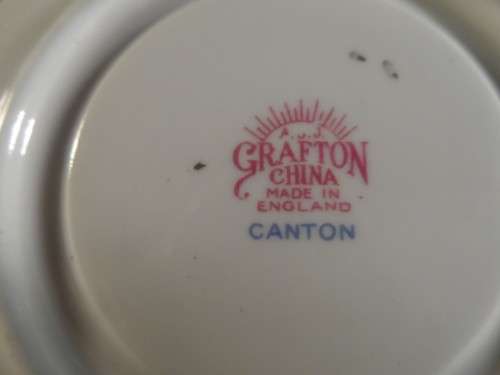 A.J.J.
GRAFTON
CHINA
MADE IN
ENGLAND
CANTON